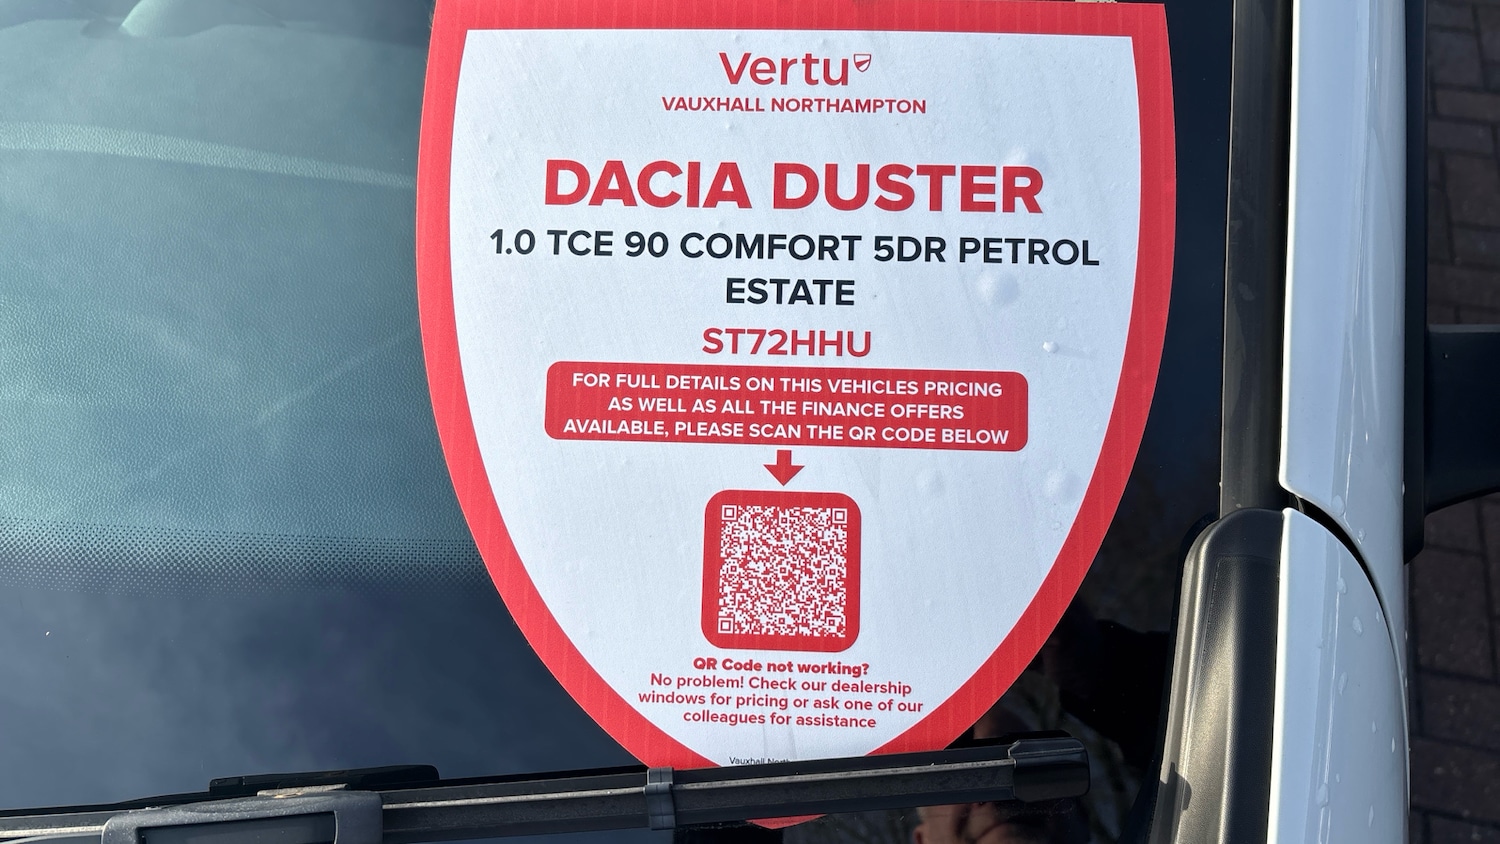 Vertu
VAUXHALL NORTHAMPTON
DACIA DUSTER
1.0 TCE 90 COMFORT 5DR PETROL
ESTATE
ST72HHU
FOR FULL DETAILS ON THIS VEHICLES PRICING
AS WELL AS ALL THE FINANCE OFFERS
AVAILABLE, PLEASE SCAN THE QR CODE BELOW
QR Code not working?
No problem! Check our dealership
windows for pricing or ask one of our
colleagues for assistance
Vauxhall